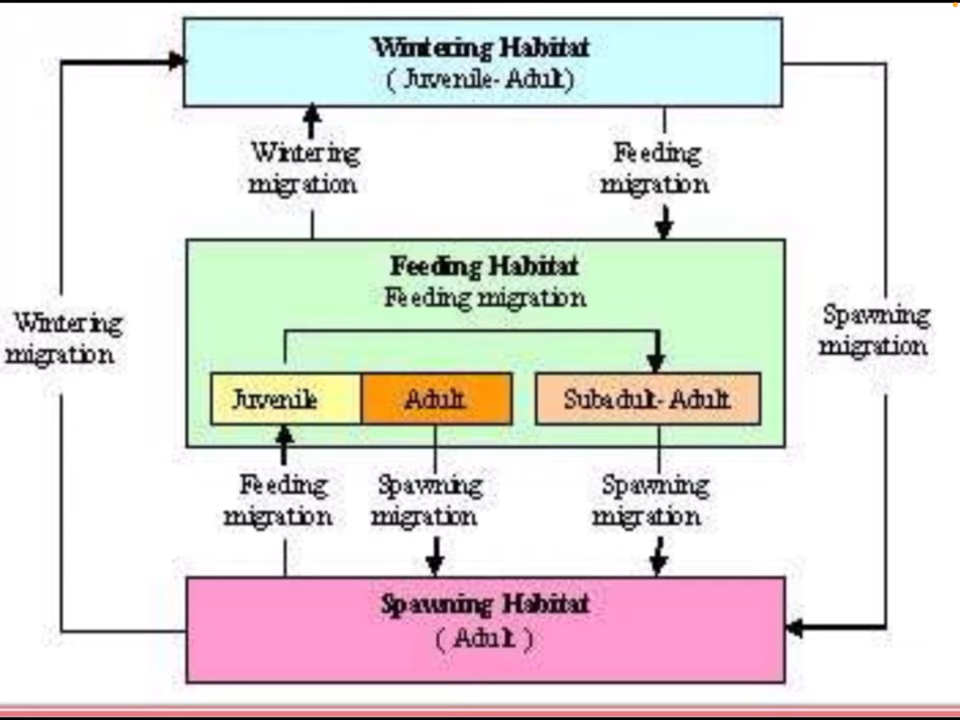 Wintering Habitat
( Juvenile- Adult)
Wintering
migration
Feeding
migration
Feeding Habitat
Feeding migration
Wintering
migration
Spawning
migration
Juvenile
Adult
Subadult- Adult
Feeding
migration
Spawning
migration
Spawning
migration
Spawning Habitat
( Adult )